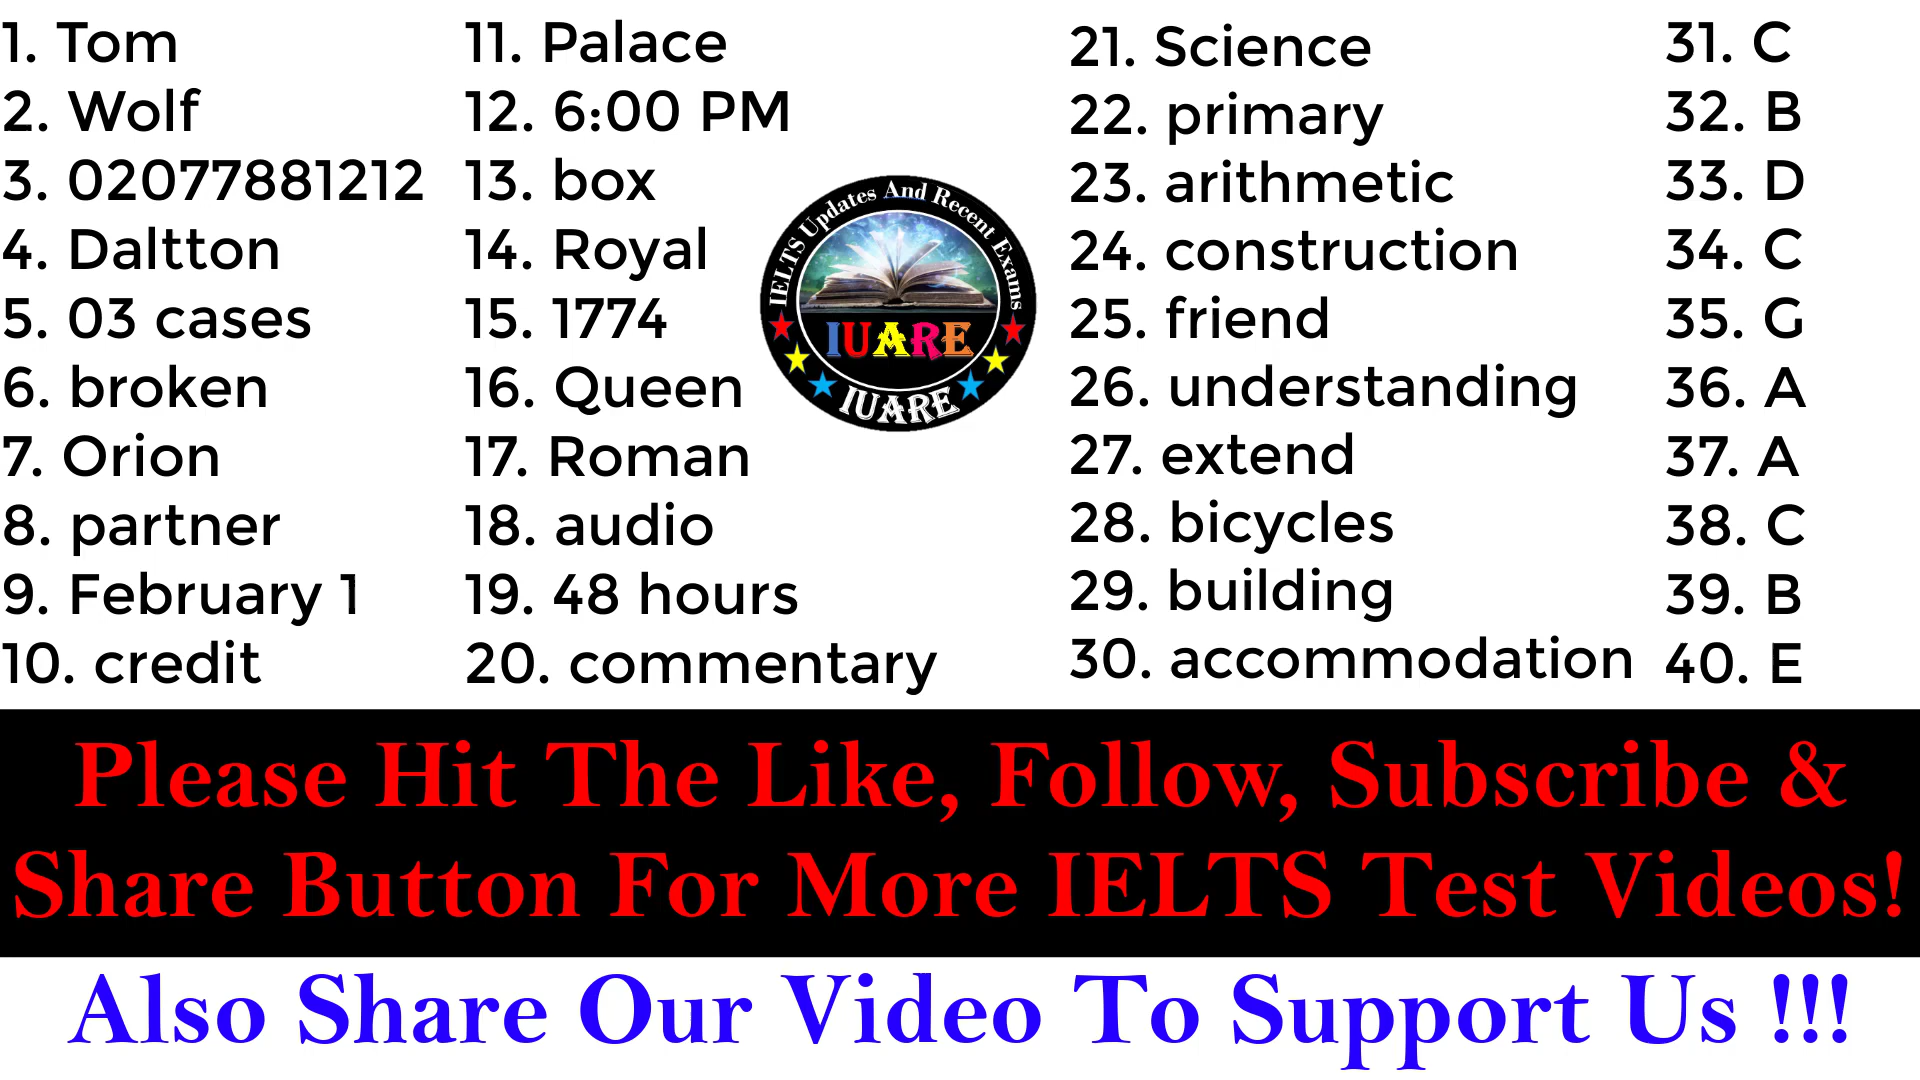 1. Tom
2. Wolf
3. 02077881212
4. Daltton
5. 03 cases
6. broken
7. Orion
8. partner
9. February 1
10. credit
11. Palace
12. 6:00 PM
13. box
14. Royal
15. 1774
16. Queen
17. Roman
18. audio
19. 48 hours
20. commentary
IELTS Updates And Recent Exams
IUARE
IUARE
21. Science
22. primary
23. arithmetic
24. construction
25. friend
26. understanding
27. extend
28. bicycles
29. building
30. accommodation
31. C
32. B
33. D
34. C
35. G
36. A
37. A
38. C
39. B
40. E
Please Hit The Like, Follow, Subscribe &
Share Button For More IELTS Test Videos!
Also Share Our Video To Support Us !!!